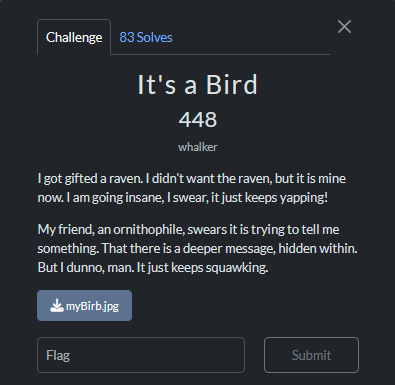 Challenge
83 Solves
It's a Bird
448
whalker
I got gifted a raven. I didn't want the raven, but it is mine
now. I am going insane, I swear, it just keeps yapping!
My friend, an ornithophile, swears it is trying to tell me
something. That there is a deeper message, hidden within.
But I dunno, man. It just keeps squawking.
myBirb.jpg
Flag
Submit